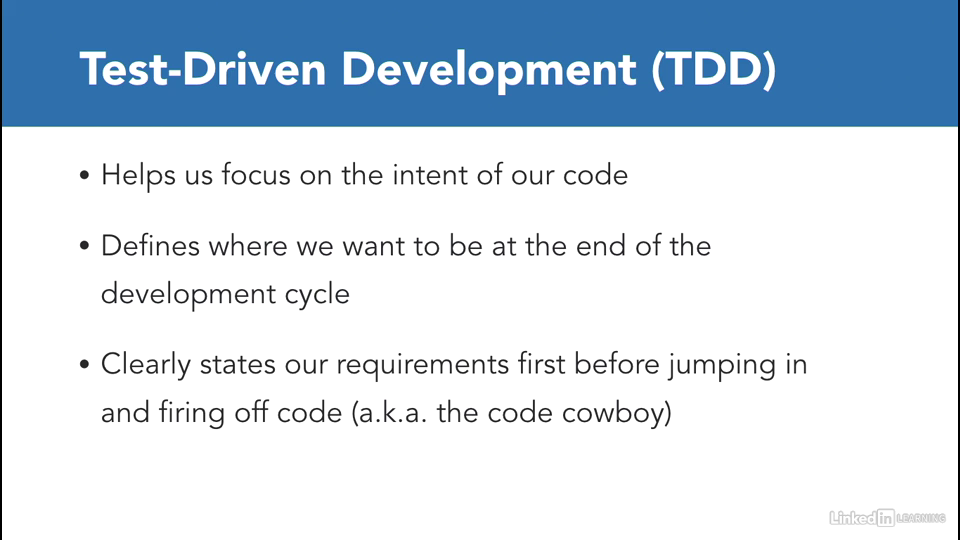 Test-Driven Development (TDD)
• Helps us focus on the intent of our code
• Defines where we want to be at the end of the
development cycle
• Clearly states our requirements first before jumping in
and firing off code (a.k.a. the code cowboy)
Linked in LEARNING